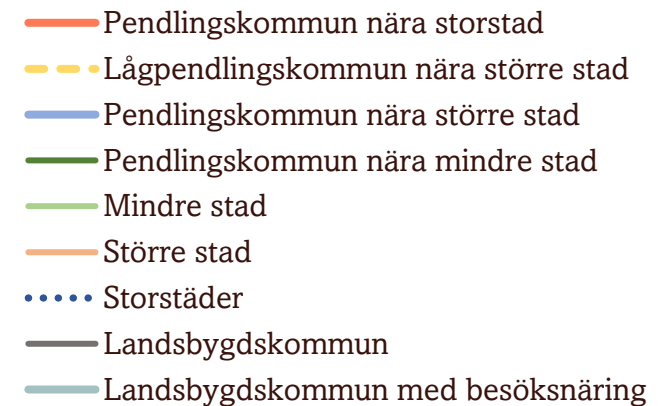 Pendlingskommun nära storstad
Lågpendlingskommun nära större stad
Pendlingskommun nära större stad
Pendlingskommun nära mindre stad
Mindre stad
Större stad
Storstäder
Landsbygdskommun
Landsbygdskommun med besöksnäring